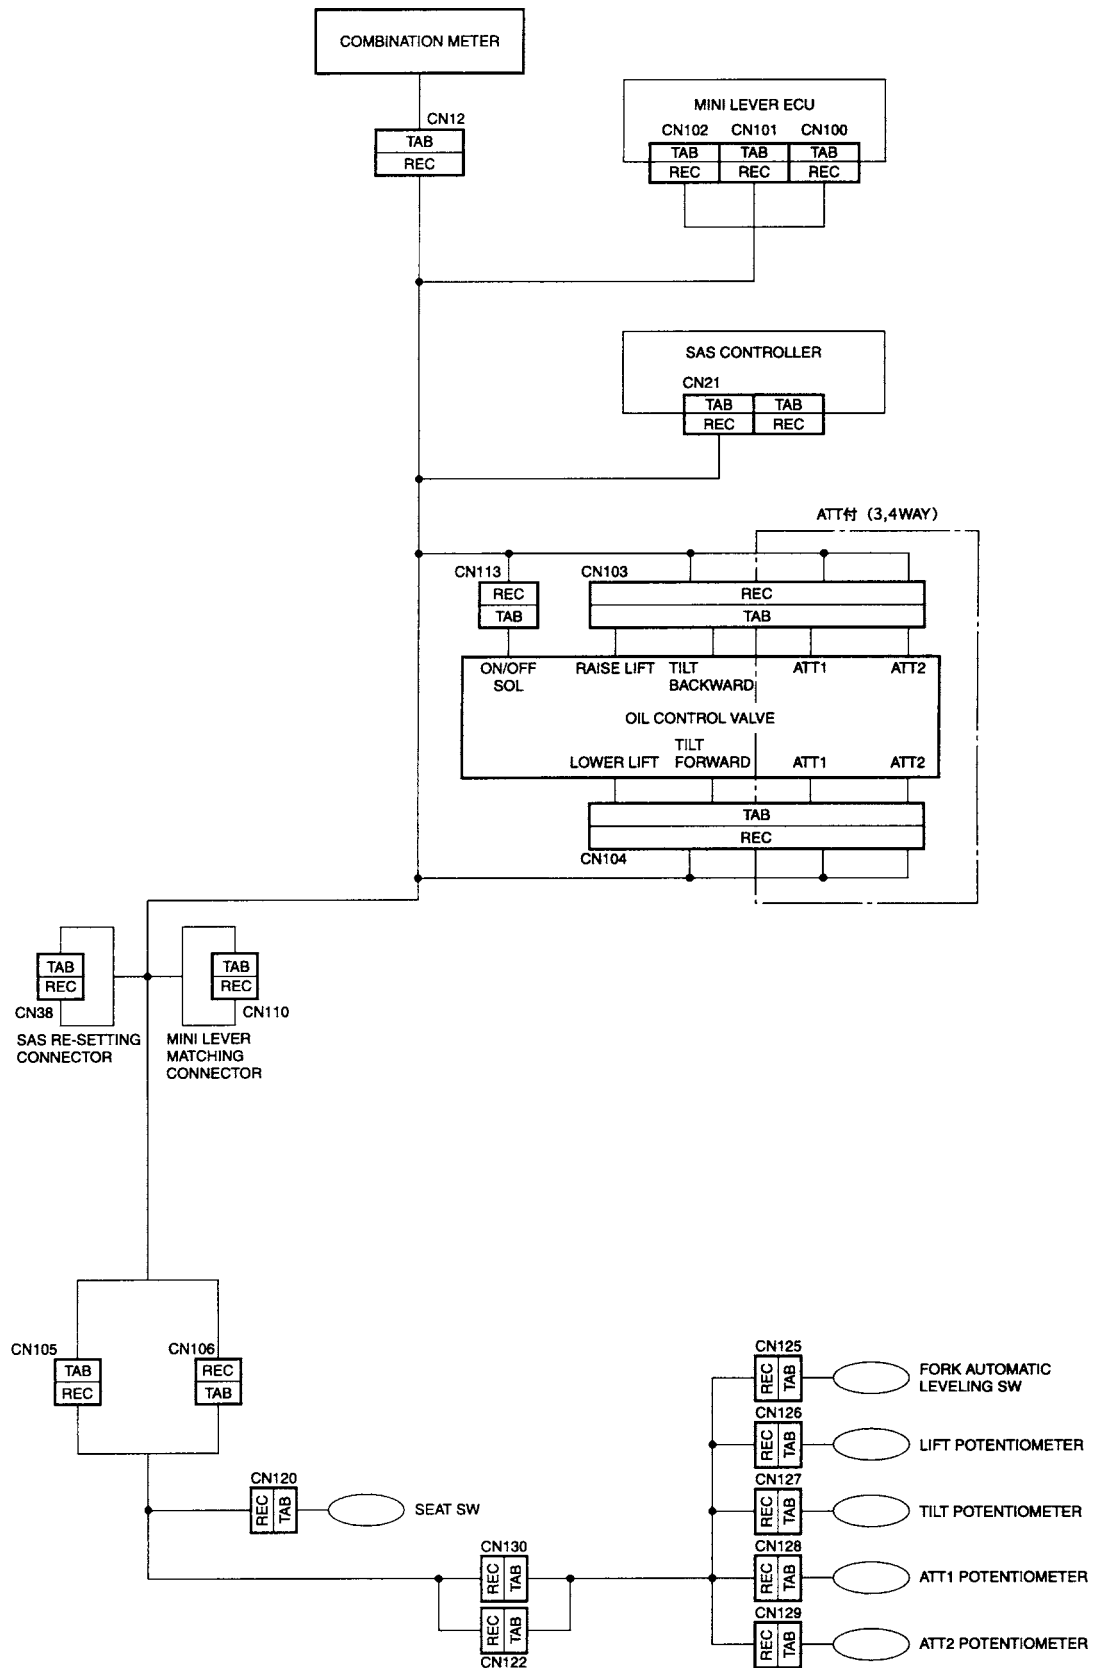 COMBINATION METER
CN12
TAB
REC
MINI LEVER ECU
CN102 CN101 CN100
TAB TAB TAB
REC REC REC
SAS CONTROLLER
CN21
TAB TAB
REC REC
ATT付 (3,4WAY)
CN113 CN103
REC REC
TAB TAB
ON/OFF SOL
RAISE LIFT
TILT BACKWARD
ATT1
ATT2
OIL CONTROL VALVE
LOWER LIFT
TILT FORWARD
ATT1
ATT2
TAB
REC
CN104
TAB
REC
CN38
SAS RE-SETTING
CONNECTOR
TAB
REC
CN110
MINI LEVER
MATCHING
CONNECTOR
CN105
TAB
REC
CN106
REC
TAB
CN120
REC TAB
SEAT SW
CN130
REC TAB
REC TAB
CN122
CN125
REC TAB
FORK AUTOMATIC
LEVELING SW
CN126
REC TAB
LIFT POTENTIOMETER
CN127
REC TAB
TILT POTENTIOMETER
CN128
REC TAB
ATT1 POTENTIOMETER
CN129
REC TAB
ATT2 POTENTIOMETER